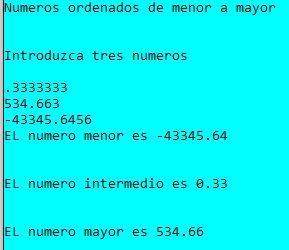 Numeros ordenados de menor a mayor
Introduzca tres numeros
.3333333
534.663
-43345.6456
EL numero menor es -43345.64
EL numero intermedio es 0.33
EL numero mayor es 534.66